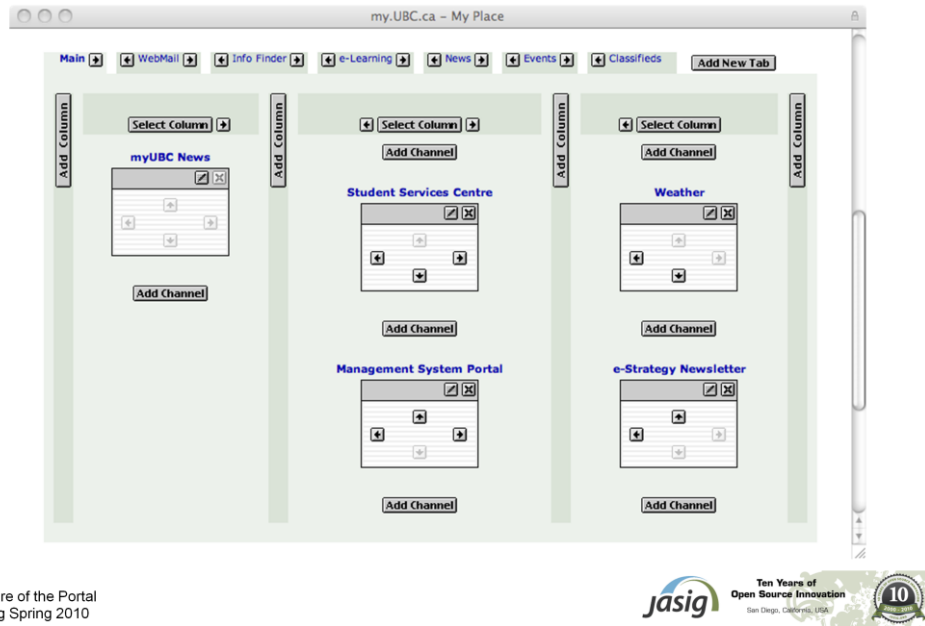 my.UBC.ca – My Place
Main WebMail Info Finder e-Learning News Events Classifieds Add New Tab
Add Column
Select Column
myUBC News
Add Channel
Add Column
Select Column
Add Channel
Student Services Centre
Add Channel
Management System Portal
Add Channel
Add Column
Select Column
Add Channel
Weather
Add Channel
e-Strategy Newsletter
Add Channel
Add Column
re of the Portal
g Spring 2010
jasig
Ten Years of
Open Source Innovation
San Diego, California, USA
10